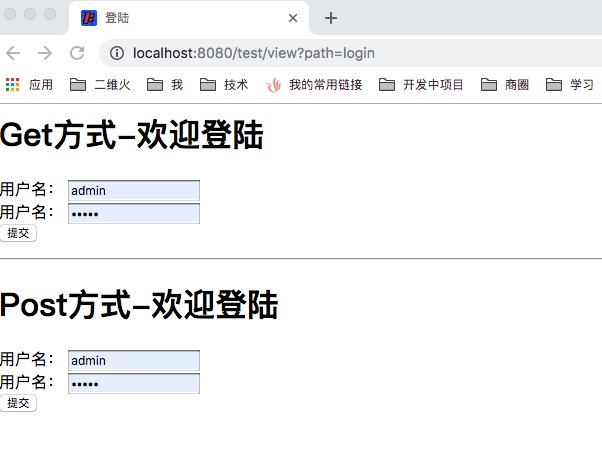 登陆
localhost:8080/test/view?path=login
应用 二维火 我 技术 我的常用链接 开发中项目 商圈 学习
Get方式-欢迎登陆
用户名： admin
用户名： •••••
提交
Post方式-欢迎登陆
用户名： admin
用户名： •••••
提交